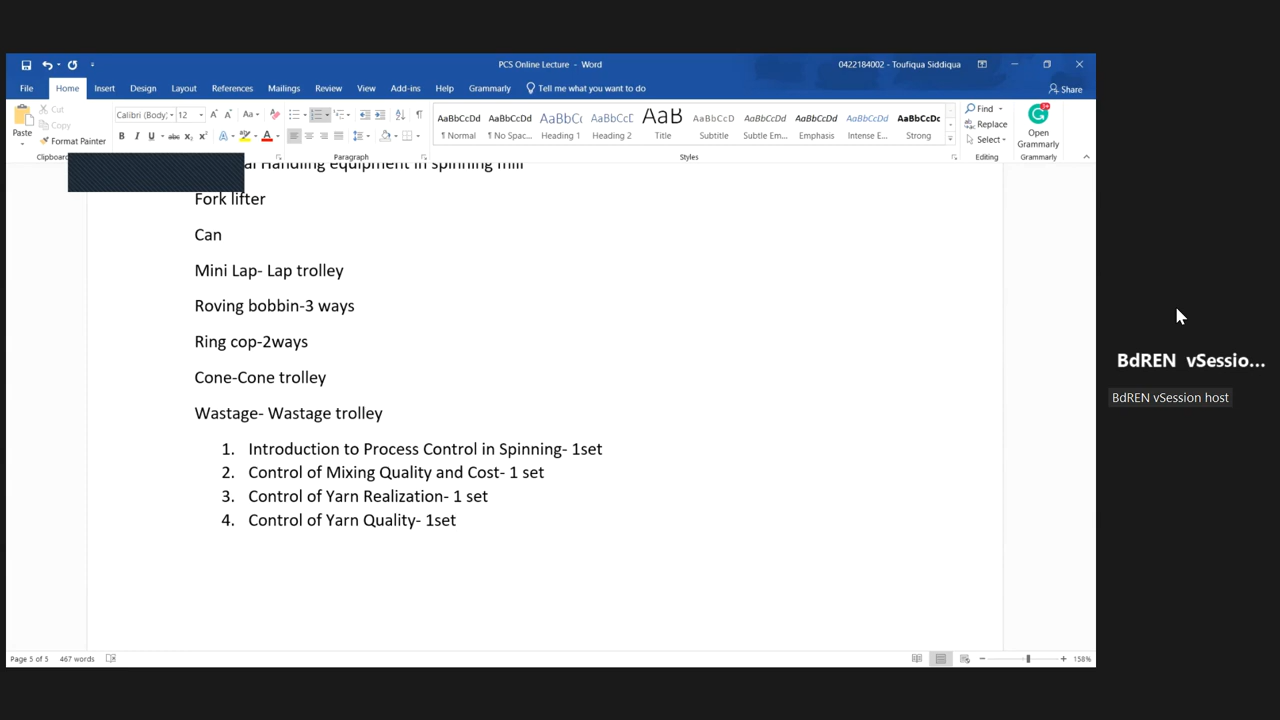 PCS Online Lecture - Word
0422184002 - Toufiqua Siddiqua
File Home Insert Design Layout References Mailings Review View Add-ins Help Grammarly Tell me what you want to do
Share
Paste
Cut
Copy
Format Painter
Clipboard
Calibri (Body) 12
B I U abc X₂ X²
Paragraph
AaBbCcDd AaBbCcDd AaBbCc AaBbCcD AaB AaBbCcD AaBbCcDd AaBbCcDd AaBbCcDd AaBbCcDc
¶ Normal ¶ No Spac... Heading 1 Heading 2 Title Subtitle Subtle Em... Emphasis Intense E... Strong
Styles
Find
Replace
Select
Editing
Open
Grammarly
Grammarly
Handling equipment in spinning mill
Fork lifter
Can
Mini Lap- Lap trolley
Roving bobbin-3 ways
Ring cop-2ways
Cone-Cone trolley
Wastage- Wastage trolley
1. Introduction to Process Control in Spinning- 1set
2. Control of Mixing Quality and Cost- 1 set
3. Control of Yarn Realization- 1 set
4. Control of Yarn Quality- 1set
BdREN vSessio...
BdREN vSession host
Page 5 of 5 467 words
158%